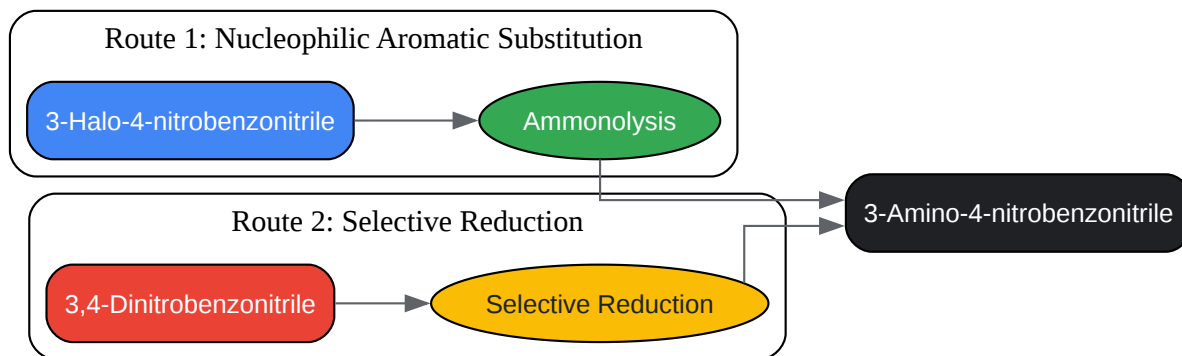 Route 1: Nucleophilic Aromatic Substitution
3-Halo-4-nitrobenzonitrile
Ammonolysis
Route 2: Selective Reduction
3-Amino-4-nitrobenzonitrile
3,4-Dinitrobenzonitrile
Selective Reduction